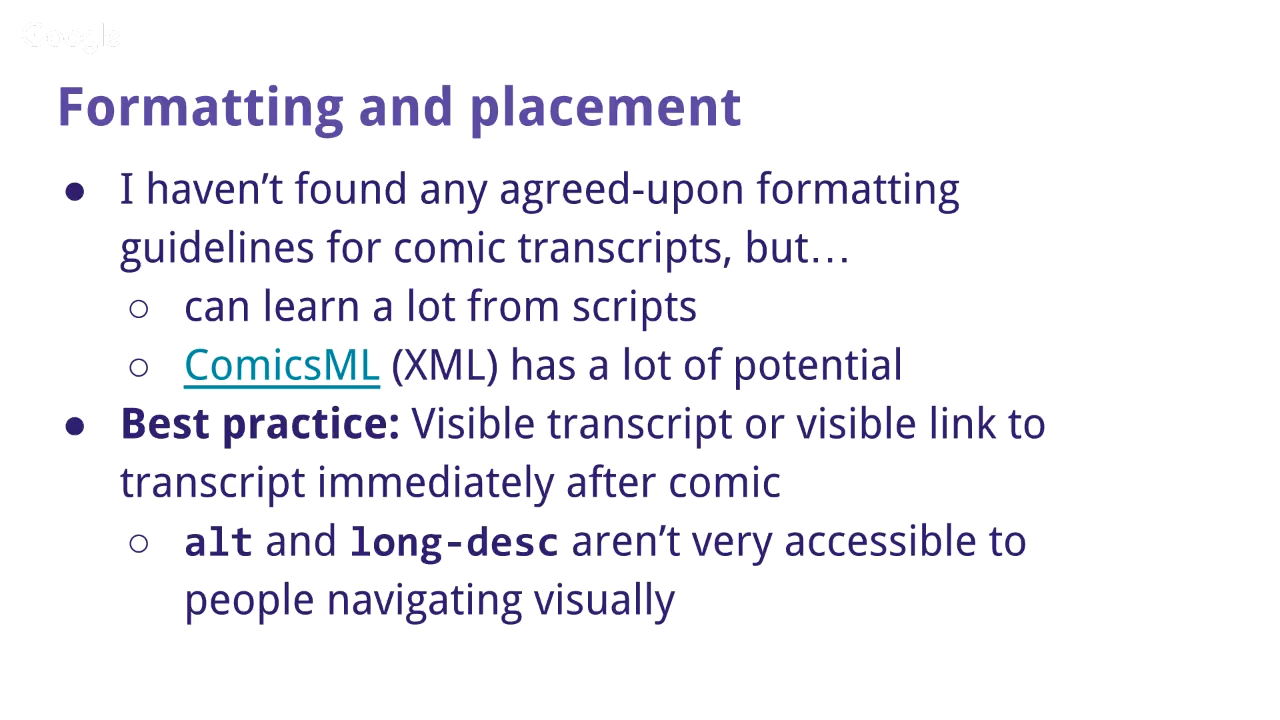 Google
Formatting and placement
● I haven’t found any agreed-upon formatting
guidelines for comic transcripts, but…
○ can learn a lot from scripts
○ ComicsML (XML) has a lot of potential
● Best practice: Visible transcript or visible link to
transcript immediately after comic
○ alt and long-desc aren’t very accessible to
people navigating visually